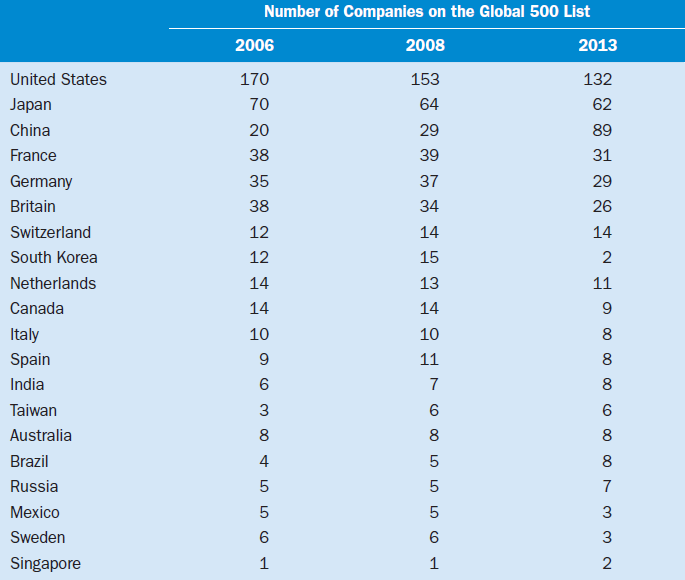 Number of Companies on the Global 500 List
2006 2008 2013
United States 170 153 132
Japan 70 64 62
China 20 29 89
France 38 39 31
Germany 35 37 29
Britain 38 34 26
Switzerland 12 14 14
South Korea 12 15 2
Netherlands 14 13 11
Canada 14 14 9
Italy 10 10 8
Spain 9 11 8
India 6 7 8
Taiwan 3 6 6
Australia 8 8 8
Brazil 4 5 8
Russia 5 5 7
Mexico 5 5 3
Sweden 6 6 3
Singapore 1 1 2